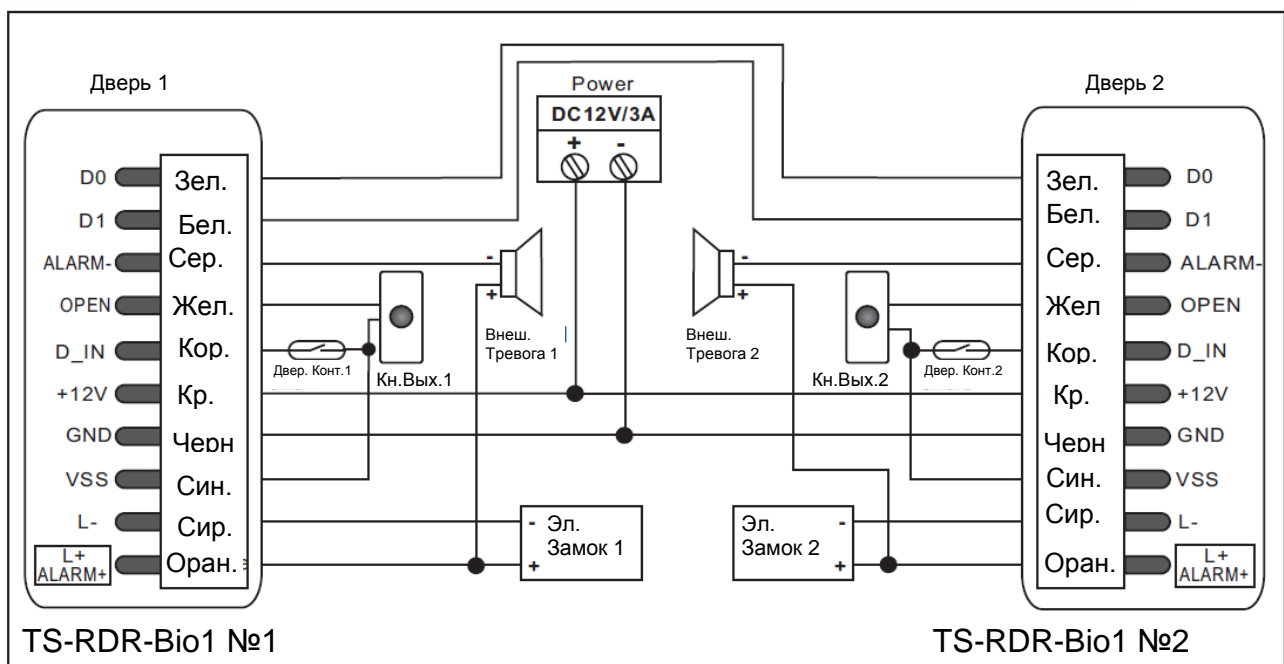 Дверь 1
Power
Дверь 2
DC12V/3A
+ -
D0 Зел.
D1 Бел.
ALARM- Сер.
OPEN Жел.
D_IN Кор.
+12V Кр.
GND Черн
VSS Син.
L- Сир.
L+ ALARM+ Оран.
-
+
Внеш.
Тревога 1
Двер. Конт.1
Кн.Вых.1
- Эл.
Замок 1
+
-
+
Внеш.
Тревога 2
Двер. Конт.2
Кн.Вых.2
Эл. -
Замок 2
+
Зел. D0
Бел. D1
Сер. ALARM-
Жел OPEN
Кор. D_IN
Кр. +12V
Черн GND
Син. VSS
Сир. L-
Оран. L+ ALARM+
TS-RDR-Bio1 №1
TS-RDR-Bio1 №2